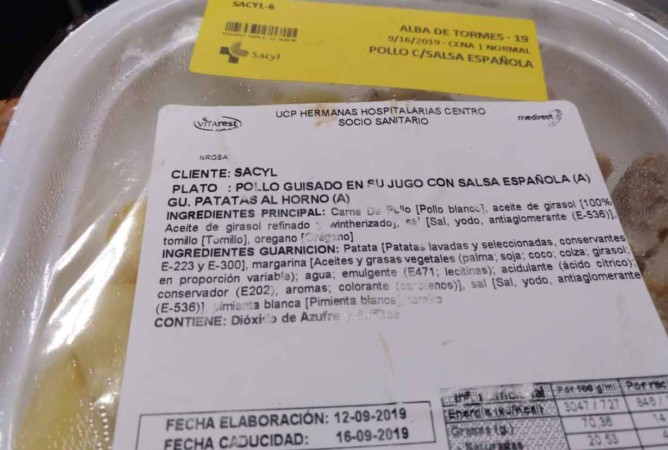 SACYL-6
Sacyl
ALBA DE TORMES - 19
9/16/2019 - CENA | NORMAL
POLLO C/SALSA ESPAÑOLA
VITArest
UCP HERMANAS HOSPITALARIAS CENTRO
SOCIO SANITARIO
medirest
NRGSA
CLIENTE: SACYL
PLATO : POLLO GUISADO EN SU JUGO CON SALSA ESPAÑOLA (A)
GU. PATATAS AL HORNO (A)
INGREDIENTES PRINCIPAL: Carne De Pollo [Pollo blanco], aceite de girasol [100%
Aceite de girasol refinado y wintherizado], sal [Sal, yodo, antiaglomerante (E-536)],
tomillo [Tomillo], oregano [Orégano]
INGREDIENTES GUARNICION: Patata [Patatas lavadas y seleccionadas, conservantes
E-223 y E-300], margarina [Aceites y grasas vegetales (palma; soja; coco; colza; girasol)
en proporción variable); agua; emulgente (E471; lecitinas); acidulante (ácido cítrico);
conservador (E202), aromas; colorante (carotenos)], sal [Sal, yodo, antiaglomerante
(E-536)], pimienta blanca [Pimienta blanca],
CONTIENE: Dióxido de Azufre y
FECHA ELABORACIÓN: 12-09-2019
FECHA CADUCIDAD: 16-09-2019
Por 100 g/ml Por
3047 / 727
Grasas (g.) 70,36
20,53